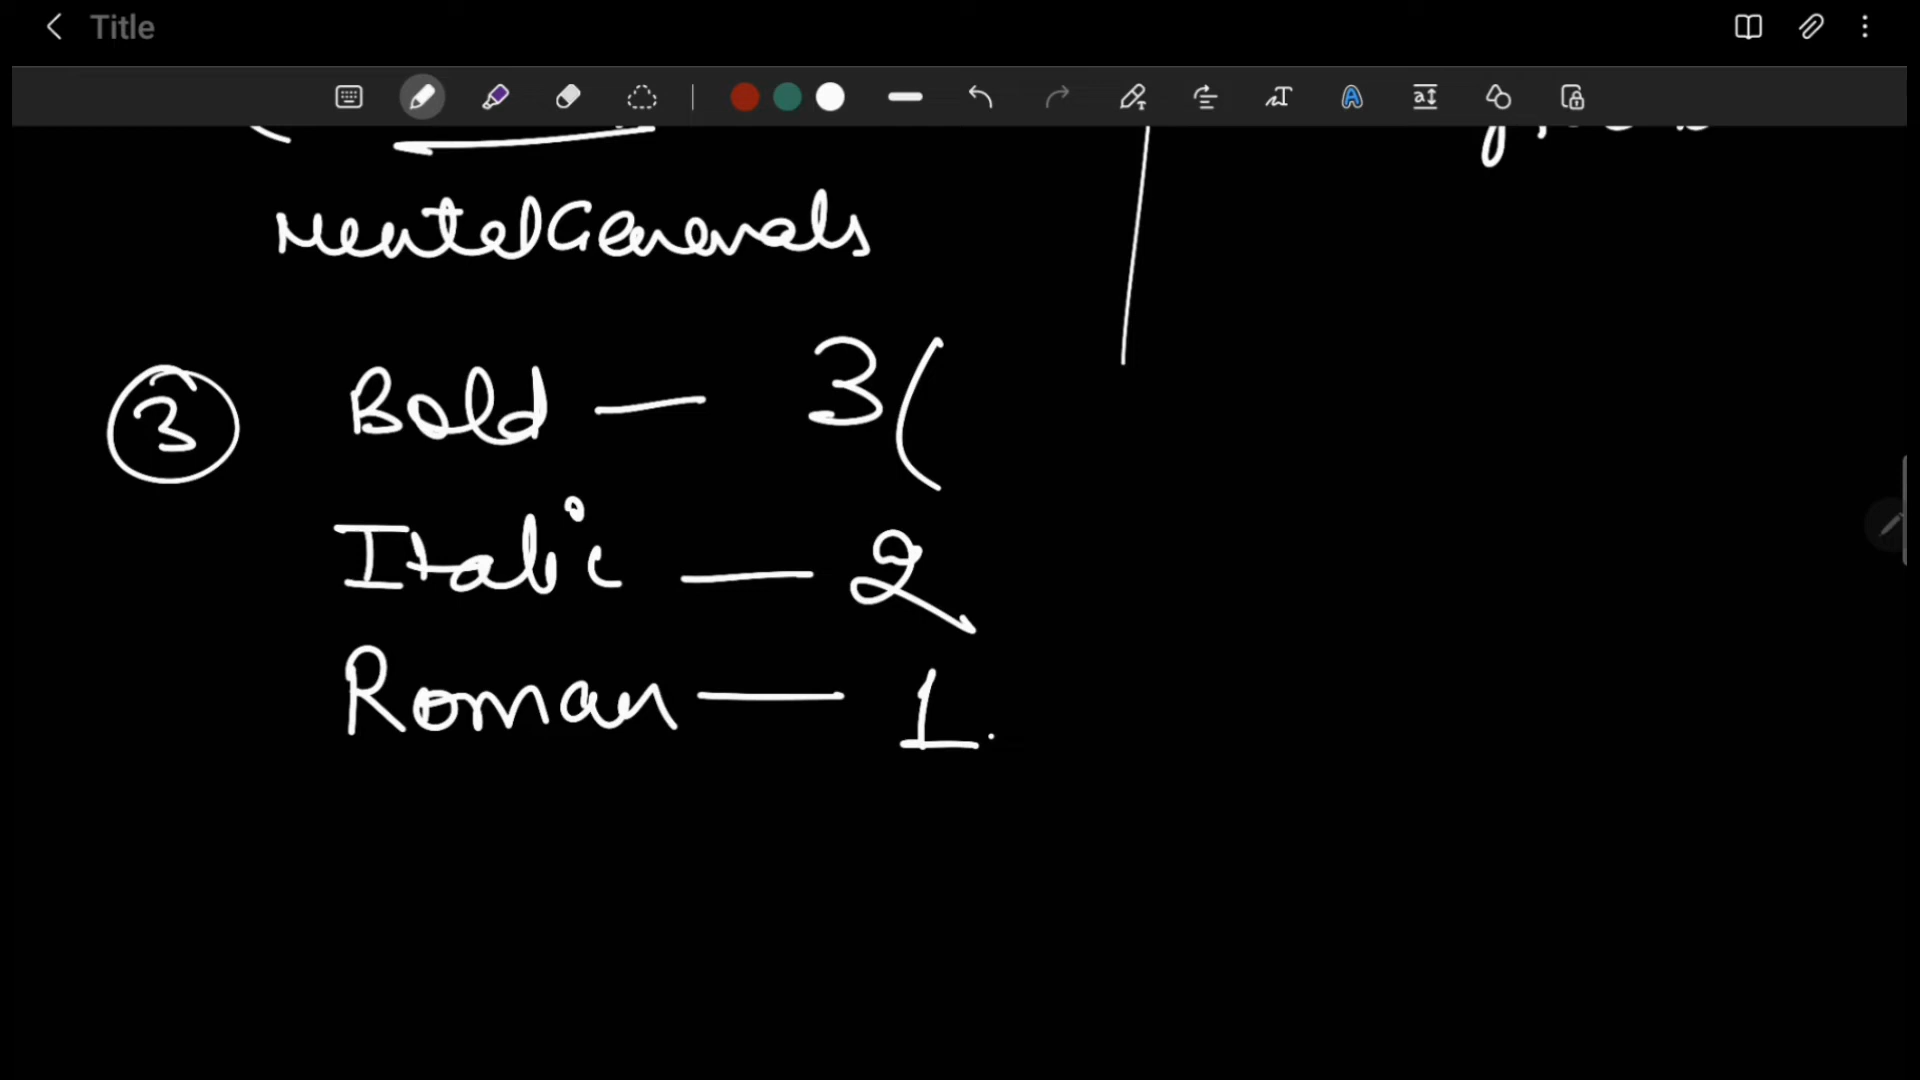 Title
MentalGenerals
③ Bold — 3(
Italic — 2
Roman — 1.